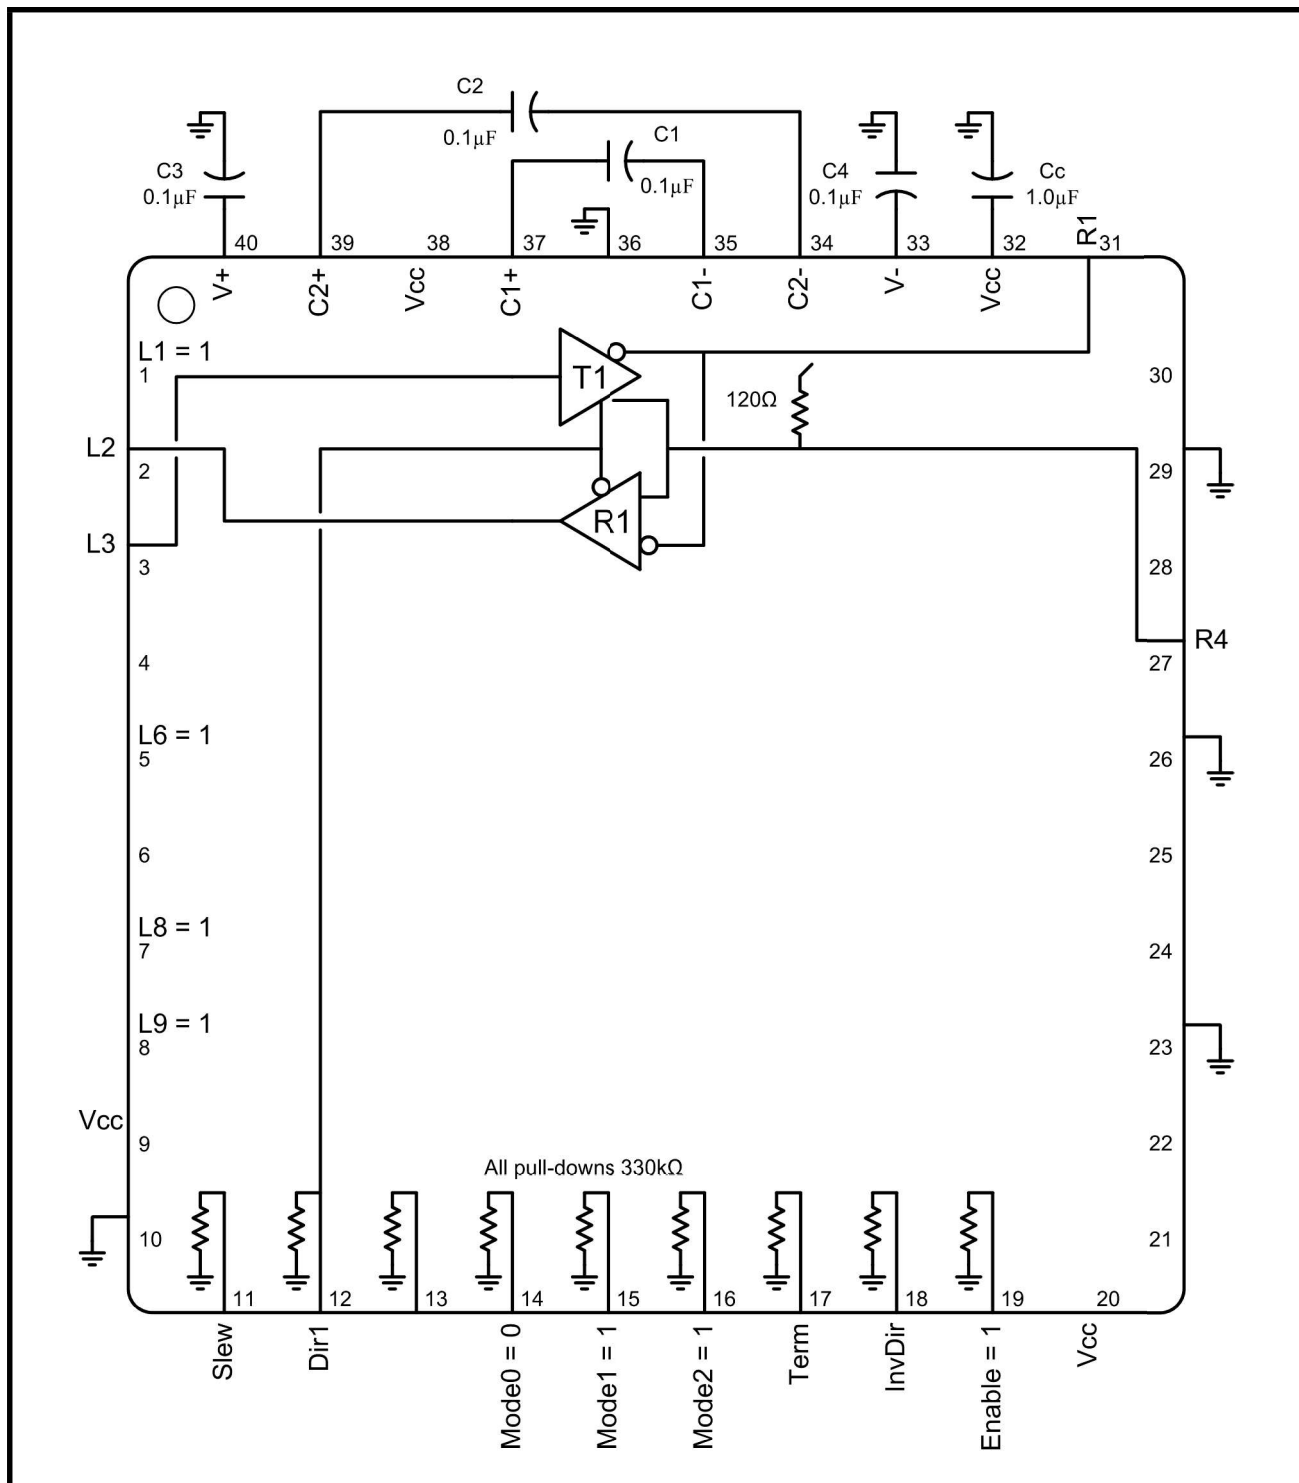 C2
0.1µF
C1
0.1µF
C3
0.1µF
C4
0.1µF
Cc
1.0µF
R1
40
39
38
37
36
35
34
33
32
31
V+
C2+
Vcc
C1+
C1-
C2-
V-
Vcc
L1 = 1
1
T1
120Ω
30
L2
2
29
R1
L3
3
28
R4
4
27
L6 = 1
5
26
6
25
L8 = 1
7
24
L9 = 1
8
23
Vcc
9
22
All pull-downs 330kΩ
10
21
11
12
13
14
15
16
17
18
19
20
Slew
Dir1
Mode0 = 0
Mode1 = 1
Mode2 = 1
Term
InvDir
Enable = 1
Vcc